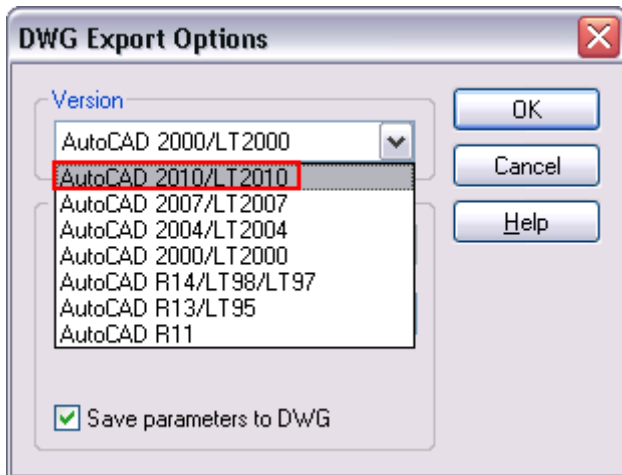 DWG Export Options
Version
AutoCAD 2000/LT2000
AutoCAD 2010/LT2010
AutoCAD 2007/LT2007
AutoCAD 2004/LT2004
AutoCAD 2000/LT2000
AutoCAD R14/LT98/LT97
AutoCAD R13/LT95
AutoCAD R11
Save parameters to DWG
OK
Cancel
Help